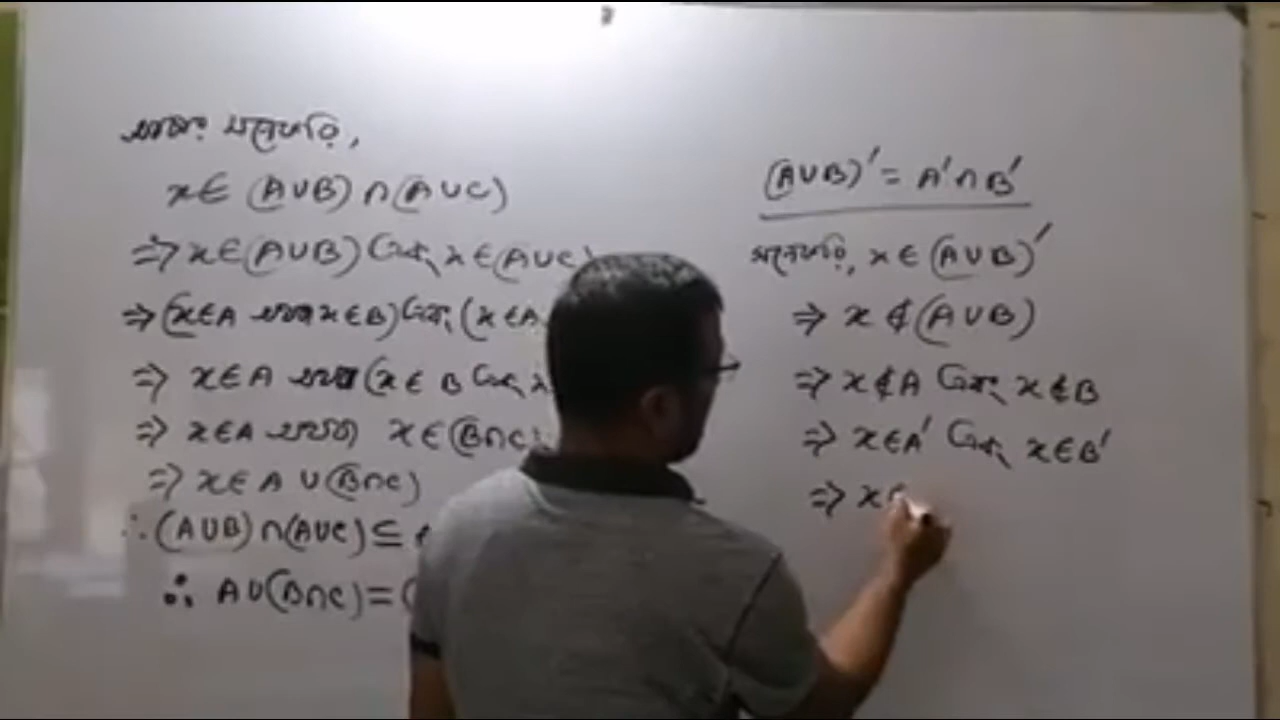 আবার মনেকরি,
x∈ (A∪B) ∩(A∪C)
⇒x∈(A∪B) এবং x∈(A∪C)
⇒(x∈A অথবা x∈B) এবং (x∈A
⇒ x∈A অথবা (x∈ B এবং x
⇒ x∈A অথবা x∈(B∩C)
⇒ x∈ A ∪(B∩C)
∴ (A∪B) ∩(A∪C) ⊆
∴ A∪(B∩C) = (
(A∪B)′ = A′∩B′
মনেকরি, x∈ (A∪B)′
⇒ x ∉(A∪B)
⇒ x∉A এবং x∉B
⇒ x∈A′ এবং x∈B′
⇒ x∈